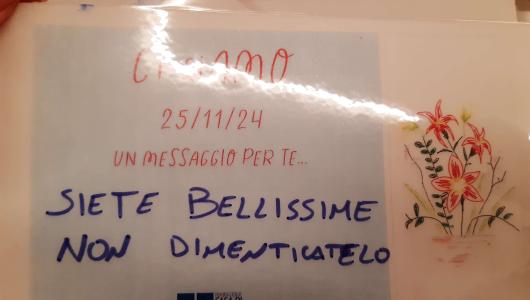 25/11/24
UN MESSAGGIO PER TE...
SIETE BELLISSIME
NON DIMENTICATELO